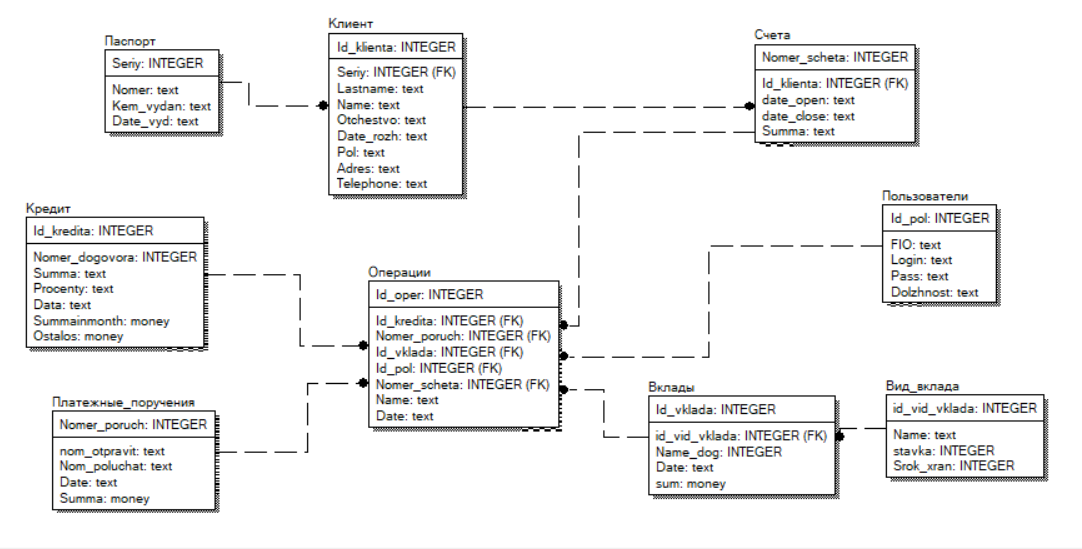 Клиент
Id_klienta: INTEGER
Seriy: INTEGER (FK)
Lastname: text
Name: text
Otchestvo: text
Date_rozh: text
Pol: text
Adres: text
Telephone: text
Паспорт
Seriy: INTEGER
Nomer: text
Kem_vydan: text
Date_vyd: text
Счета
Nomer_scheta: INTEGER
Id_klienta: INTEGER (FK)
date_open: text
date_close: text
Summa: text
Пользователи
Id_pol: INTEGER
FIO: text
Login: text
Pass: text
Dolzhnost: text
Кредит
Id_kredita: INTEGER
Nomer_dogovora: INTEGER
Summa: text
Procenty: text
Data: text
Summainmonth: money
Ostalos: money
Операции
Id_oper: INTEGER
Id_kredita: INTEGER (FK)
Nomer_poruch: INTEGER (FK)
Id_vklada: INTEGER (FK)
Id_pol: INTEGER (FK)
Nomer_scheta: INTEGER (FK)
Name: text
Date: text
Платежные_поручения
Nomer_poruch: INTEGER
nom_otpravit: text
Nom_poluchat: text
Date: text
Summa: money
Вклады
Id_vklada: INTEGER
id_vid_vklada: INTEGER (FK)
Name_dog: INTEGER
Date: text
sum: money
Вид_вклада
id_vid_vklada: INTEGER
Name: text
stavka: INTEGER
Srok_xran: INTEGER